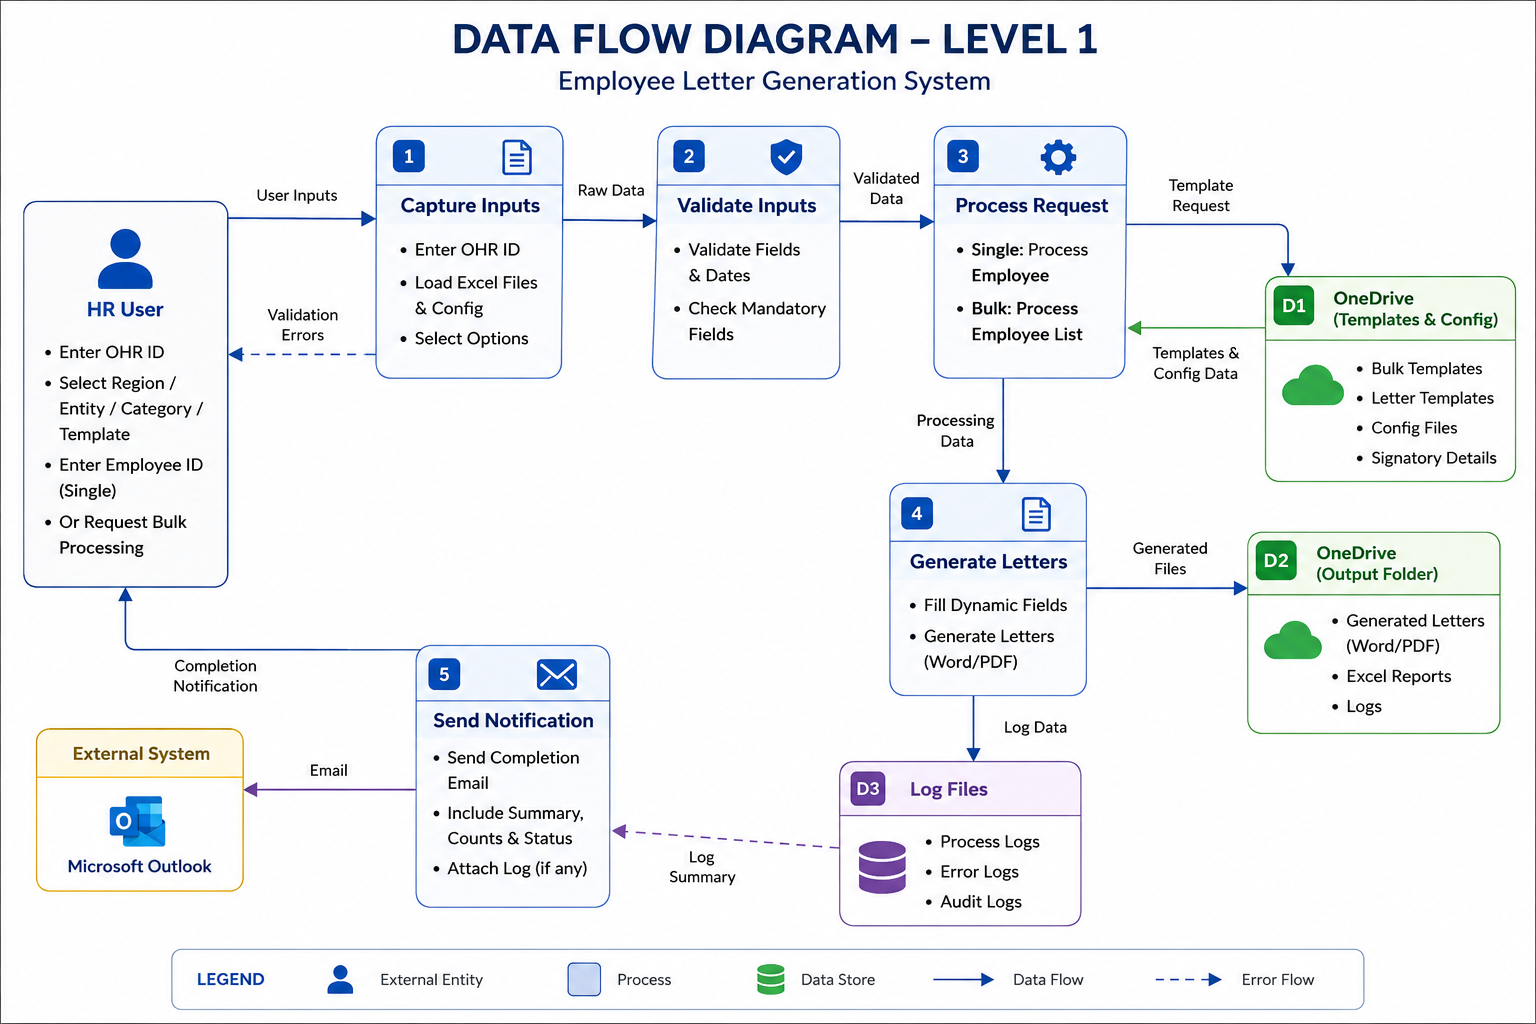 DATA FLOW DIAGRAM – LEVEL 1
Employee Letter Generation System
HR User
• Enter OHR ID
• Select Region /
Entity / Category /
Template
• Enter Employee ID
(Single)
• Or Request Bulk
Processing
User Inputs
Validation
Errors
1
Capture Inputs
• Enter OHR ID
• Load Excel Files
& Config
• Select Options
Raw Data
2
Validate Inputs
• Validate Fields
& Dates
• Check Mandatory
Fields
Validated
Data
3
Process Request
• Single: Process
Employee
• Bulk: Process
Employee List
Template
Request
Templates &
Config Data
D1
OneDrive
(Templates & Config)
• Bulk Templates
• Letter Templates
• Config Files
• Signatory Details
Processing
Data
4
Generate Letters
• Fill Dynamic Fields
• Generate Letters
(Word/PDF)
Generated
Files
D2
OneDrive
(Output Folder)
• Generated Letters
(Word/PDF)
• Excel Reports
• Logs
Log Data
D3
Log Files
• Process Logs
• Error Logs
• Audit Logs
Log
Summary
5
Send Notification
• Send Completion
Email
• Include Summary,
Counts & Status
• Attach Log (if any)
Completion
Notification
Email
External System
O
Microsoft Outlook
LEGEND
External Entity
Process
Data Store
Data Flow
Error Flow